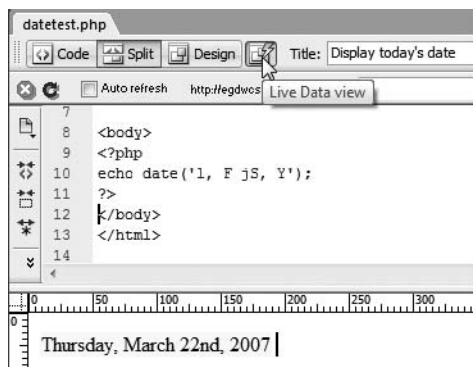 datetest.php
Code Split Design Title: Display today's date
Auto refresh http://egdwcs Live Data view
7
8 <body>
9 <?php
10 echo date('l, F jS, Y');
11 ?>
12 </body>
13 </html>
14
0 50 100 150 200 250 300
0
Thursday, March 22nd, 2007